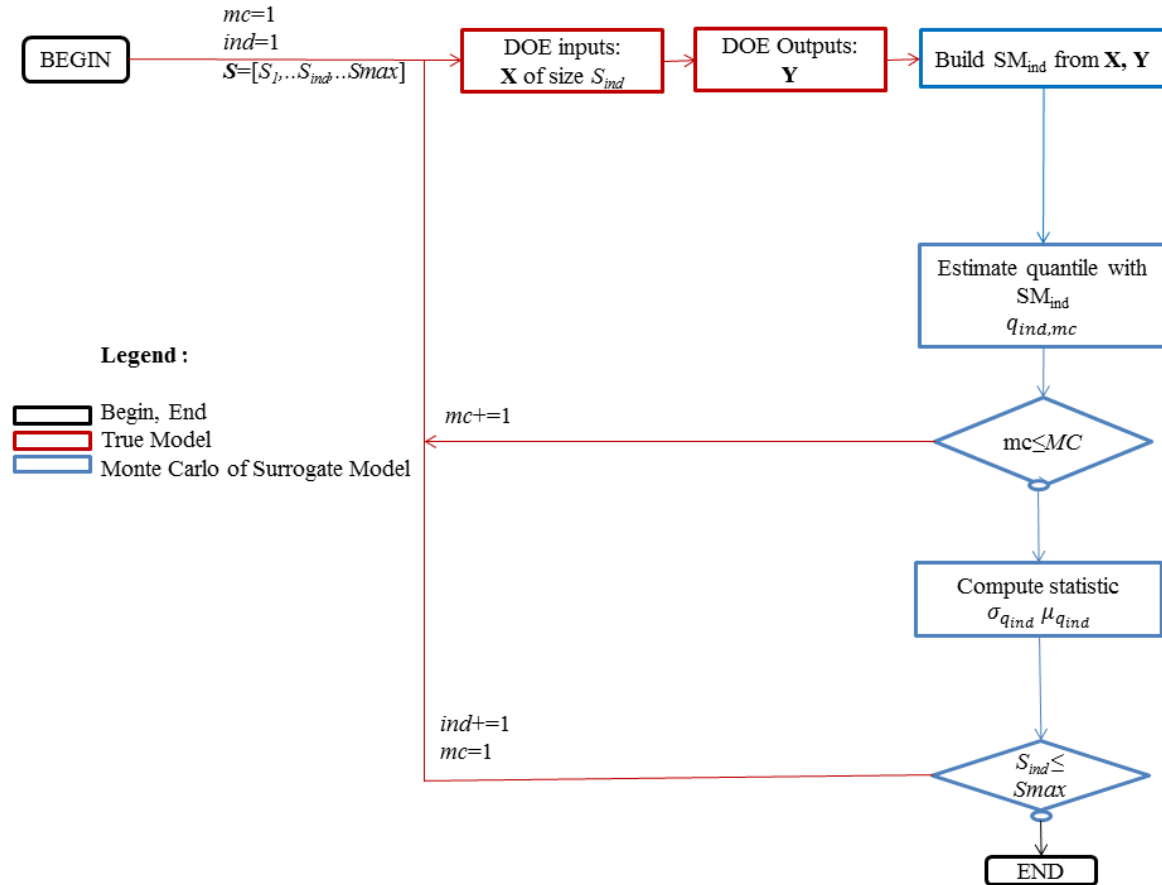 mc=1
ind=1
S=[S1,..Sind,..Smax]
BEGIN
DOE inputs:
X of size Sind
DOE Outputs:
Y
Build SMind from X, Y
Estimate quantile with
SMind
qind,mc
Legend :
Begin, End
True Model
Monte Carlo of Surrogate Model
mc+=1
mc≤MC
Compute statistic
σqind μqind
ind+=1
mc=1
Sind≤
Smax
END